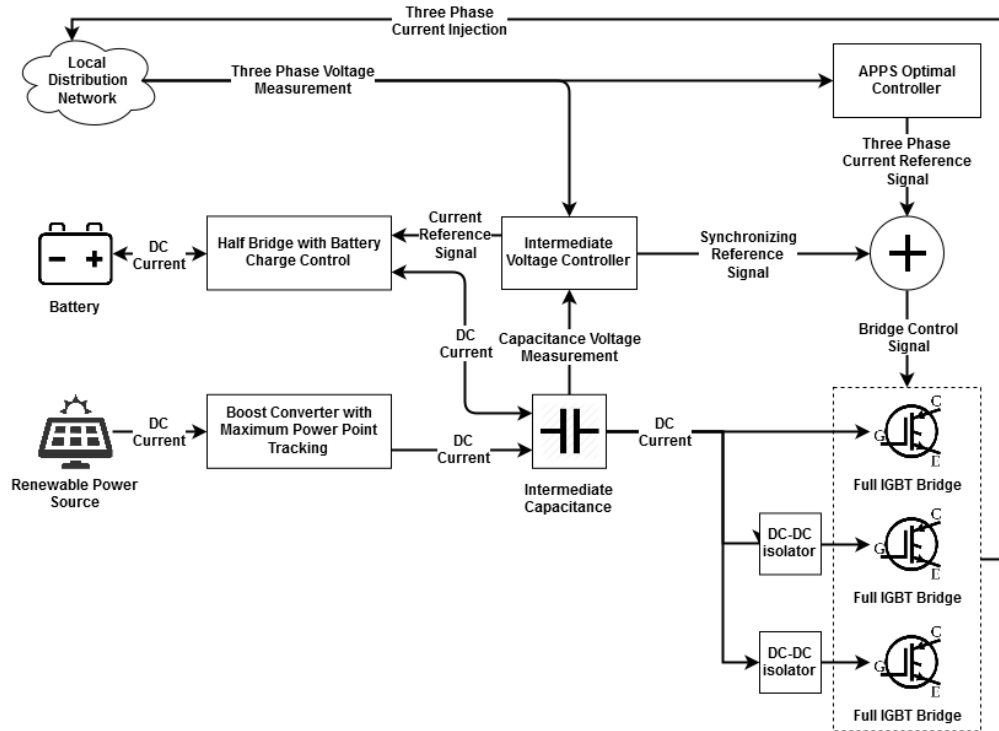 Three Phase
Current Injection
Local
Distribution
Network
Three Phase Voltage
Measurement
APPS Optimal
Controller
Three Phase
Current Reference
Signal
Battery
DC
Current
Half Bridge with Battery
Charge Control
Current
Reference
Signal
Intermediate
Voltage Controller
Synchronizing
Reference
Signal
Bridge Control
Signal
DC
Current
Capacitance Voltage
Measurement
Renewable Power
Source
DC
Current
Boost Converter with
Maximum Power Point
Tracking
DC
Current
Intermediate
Capacitance
DC
Current
G
C
E
Full IGBT Bridge
DC-DC
isolator
G
C
E
Full IGBT Bridge
DC-DC
isolator
G
C
E
Full IGBT Bridge